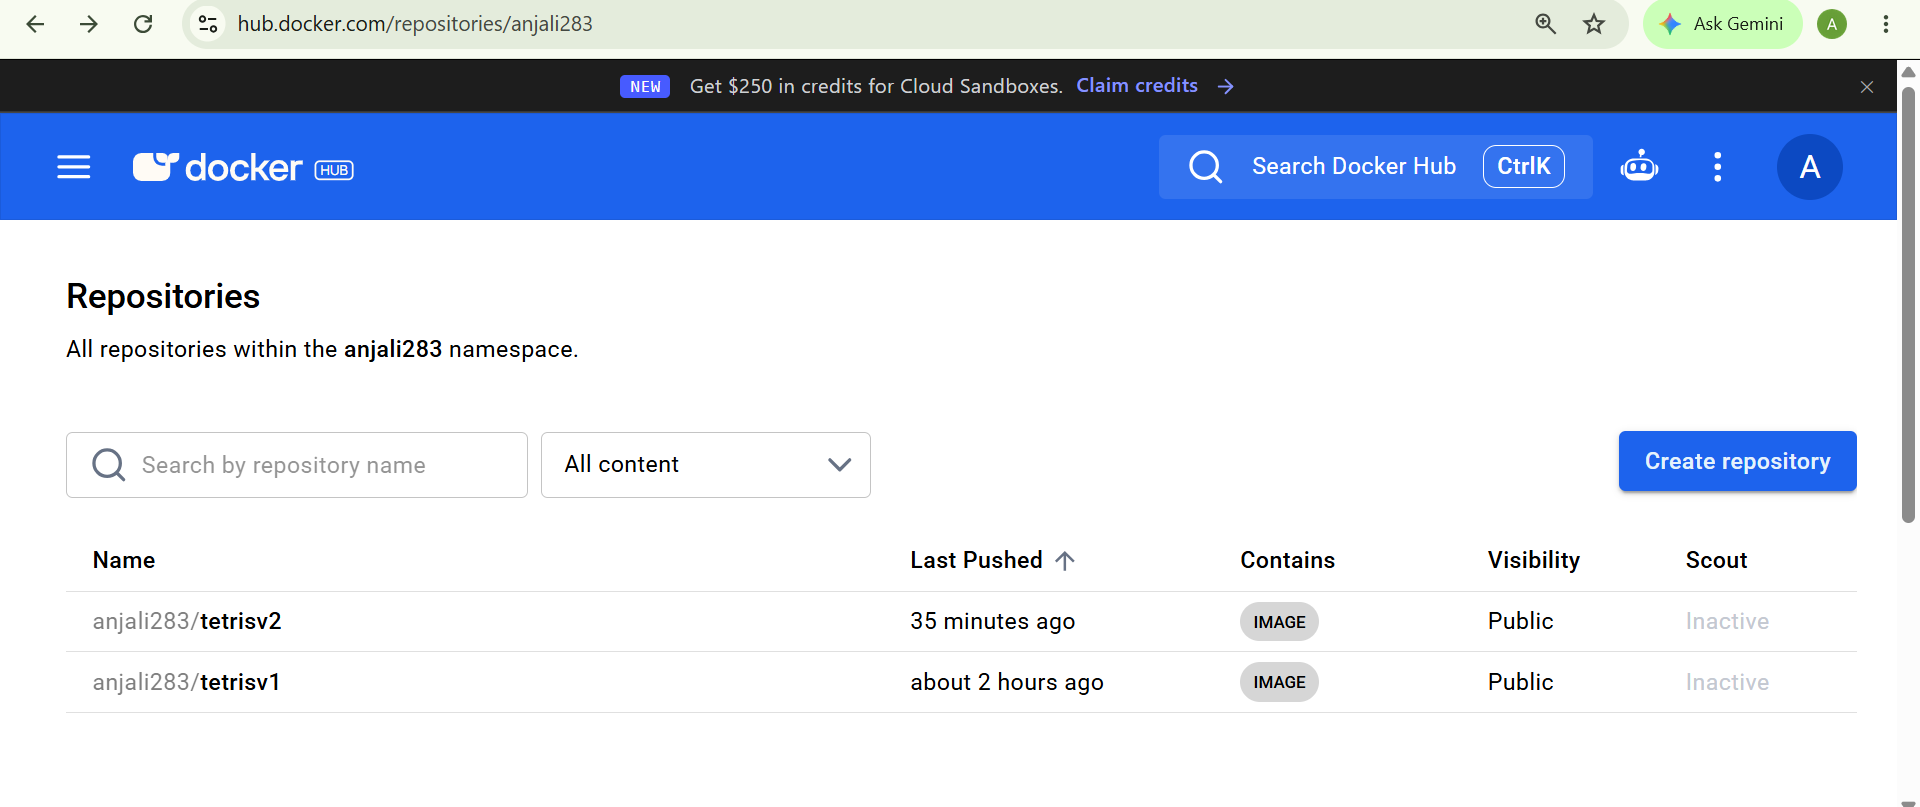 hub.docker.com/repositories/anjali283
Ask Gemini
A
NEW Get $250 in credits for Cloud Sandboxes. Claim credits →
docker HUB
Search Docker Hub CtrlK
A
Repositories
All repositories within the anjali283 namespace.
Search by repository name
All content
Create repository
Name Last Pushed Contains Visibility Scout
anjali283/tetrisv2 35 minutes ago IMAGE Public Inactive
anjali283/tetrisv1 about 2 hours ago IMAGE Public Inactive